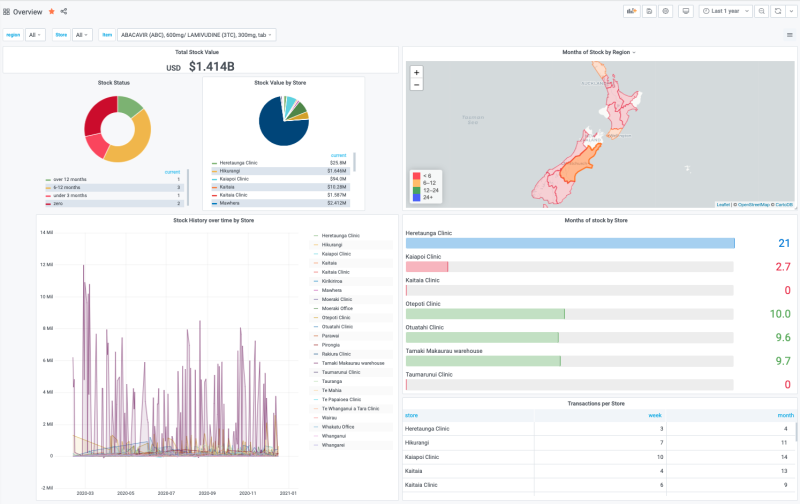 Overview
Last 1 year
region All Store All Item ABACAVIR (ABC), 600mg/ LAMIVUDINE (3TC), 300mg, tab
Total Stock Value
USD $1.414B
Stock Status
current
over 12 months 1
6-12 months 3
under 3 months 1
zero 2
Stock Value by Store
current
Heretaunga Clinic $25.8M
Hikurangi $1.646M
Kaiapoi Clinic $94.3M
Kaitaia $10.28M
Kaitaia Clinic $1.587M
Mawhera $2.412M
Months of Stock by Region
+
−
< 6
6–12
12–24
24+
Leaflet | © OpenStreetMap © CartoDB
Stock History over time by Store
14 Mil
12 Mil
10 Mil
8 Mil
6 Mil
4 Mil
2 Mil
0
-2 Mil
2020-03 2020-05 2020-07 2020-09 2020-11 2021-01
Heretaunga Clinic
Hikurangi
Kaiapoi Clinic
Kaitaia
Kaitaia Clinic
Kirikiriroa
Mawhera
Moeraki Clinic
Moeraki Office
Otepoti Clinic
Otuatahi Clinic
Parawai
Pirongia
Rakiura Clinic
Tamaki Makaurau warehouse
Taumarunui Clinic
Tauranga
Te Mahia
Te Papaioea Clinic
Te Whanganui a Tara Clinic
Wairau
Whakatu Office
Whanganui
Whangarei
Months of stock by Store
Heretaunga Clinic
21
Kaiapoi Clinic
2.7
Kaitaia Clinic
0
Otepoti Clinic
10.0
Otuatahi Clinic
9.6
Tamaki Makaurau warehouse
9.7
Taumarunui Clinic
0
Transactions per Store
store week month
Heretaunga Clinic 3 4
Hikurangi 7 11
Kaiapoi Clinic 10 14
Kaitaia 4 13
Kaitaia Clinic 6 9